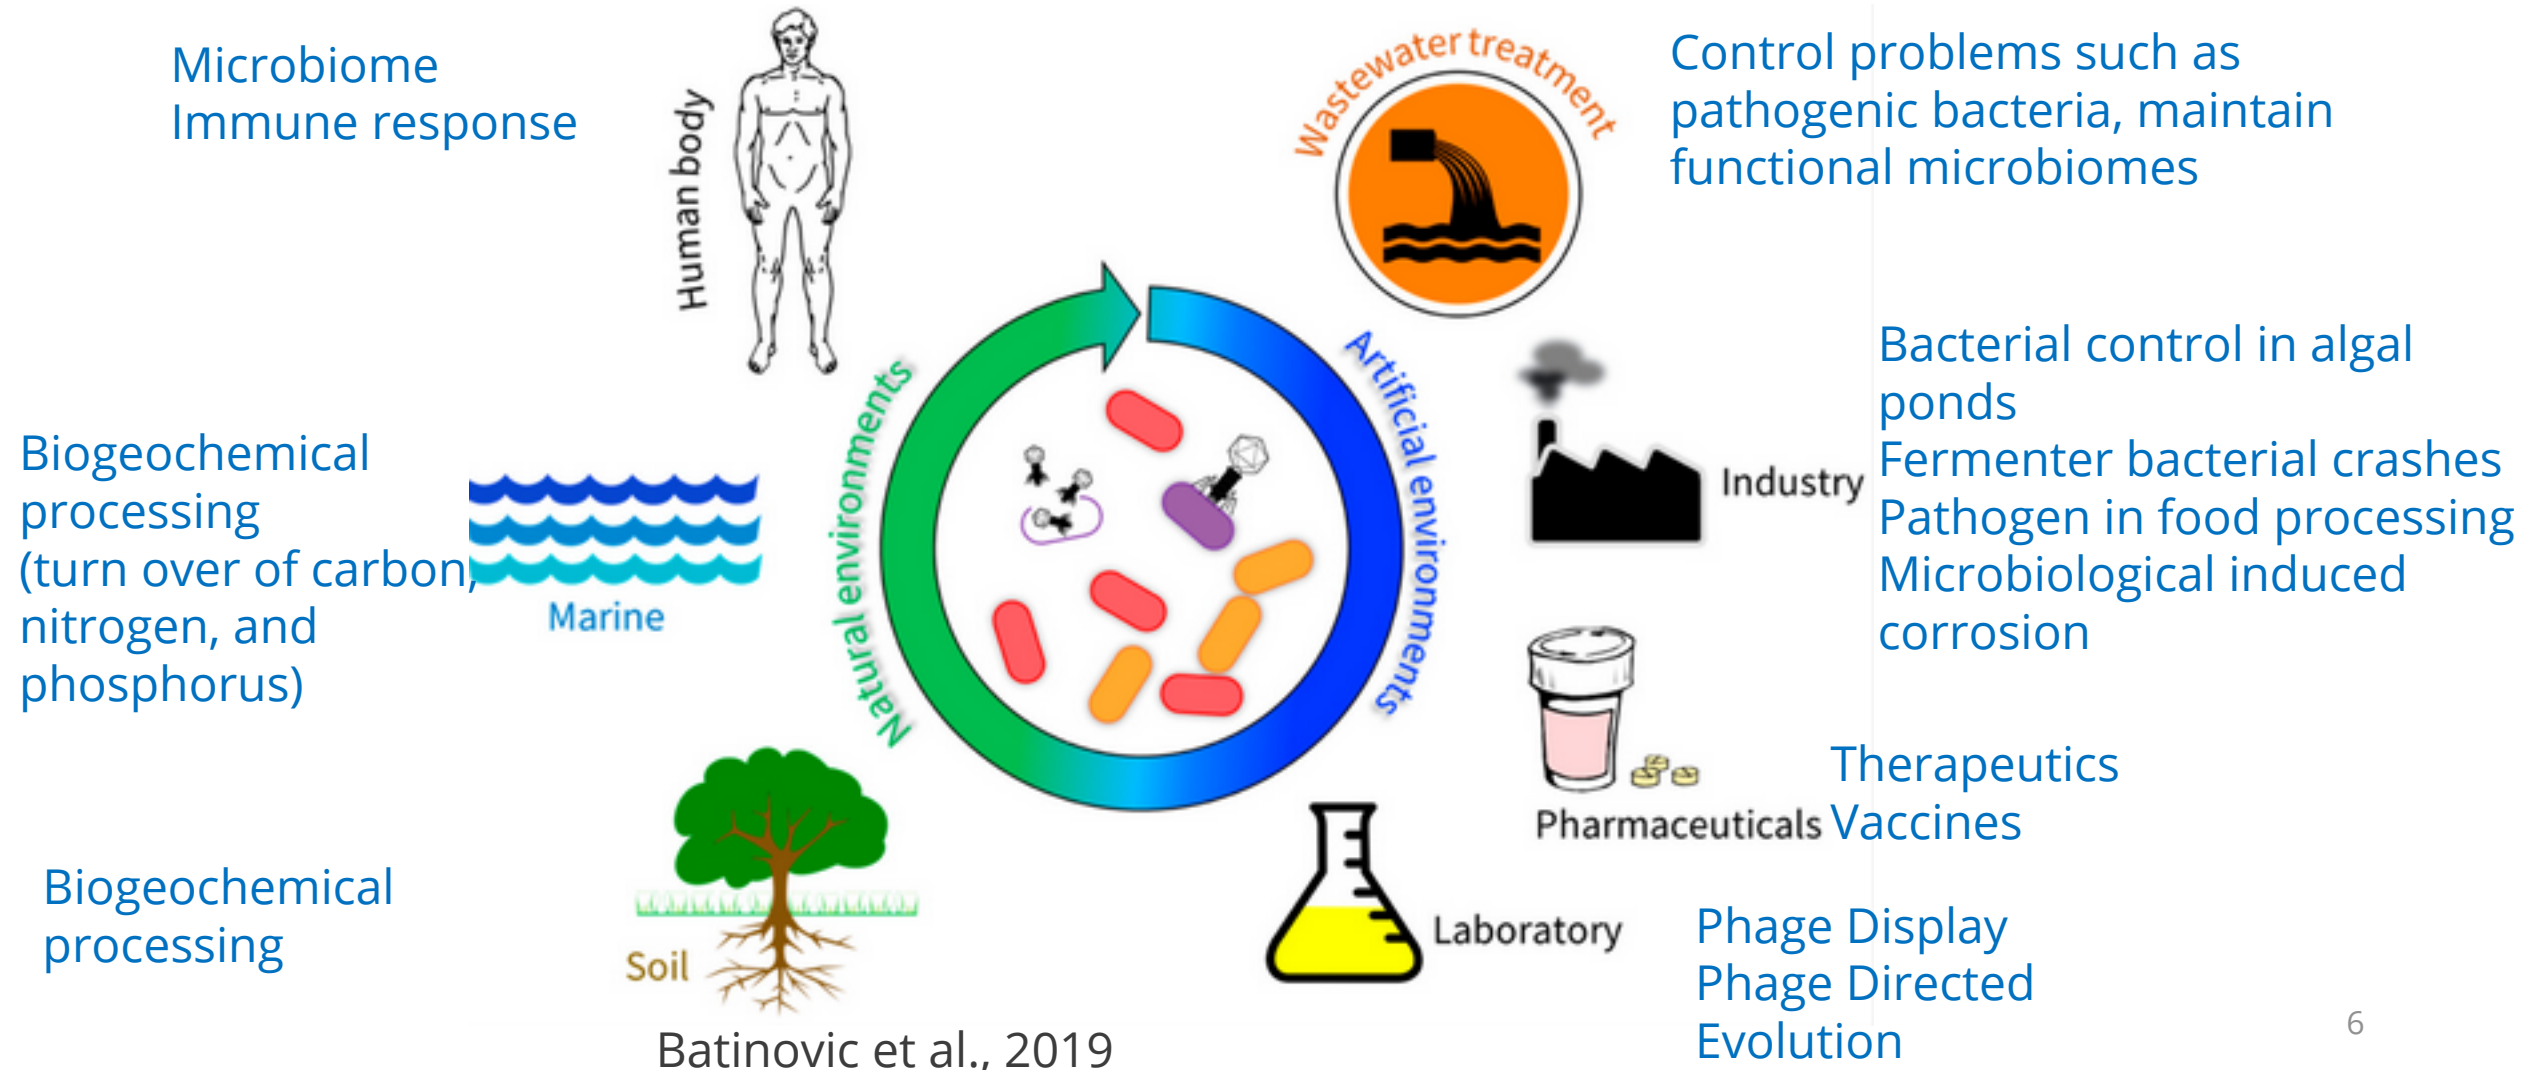 Microbiome
Immune response
Human body
Wastewater treatment
Control problems such as
pathogenic bacteria, maintain
functional microbiomes
Biogeochemical
processing
(turn over of carbon,
nitrogen, and
phosphorus)
Marine
Natural environments
Artificial environments
Industry
Bacterial control in algal
ponds
Fermenter bacterial crashes
Pathogen in food processing
Microbiological induced
corrosion
Pharmaceuticals
Therapeutics
Vaccines
Biogeochemical
processing
Soil
Laboratory
Phage Display
Phage Directed
Evolution
Batinovic et al., 2019
6